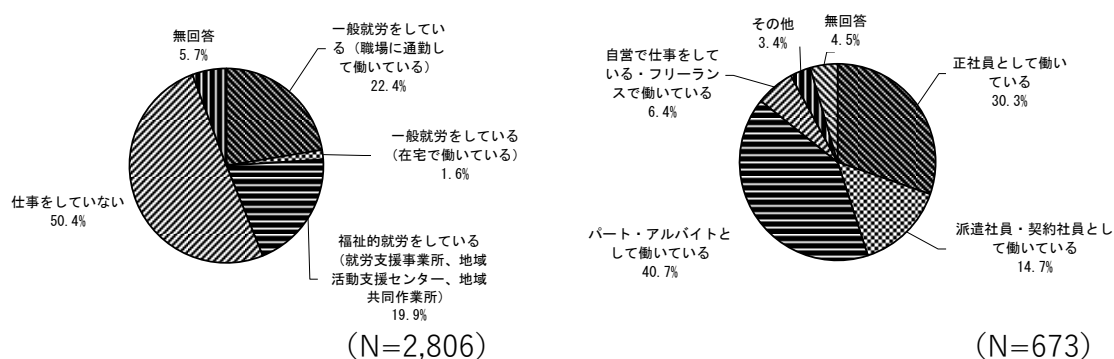 無回答
5.7%
一般就労をしてい
る（職場に通勤し
て働いている）
22.4%
一般就労をしている
（在宅で働いている）
1.6%
福祉的就労をしている
（就労支援事業所、地域
活動支援センター、地域
共同作業所）
19.9%
仕事をしていない
50.4%
（N=2,806）
その他
3.4%
無回答
4.5%
正社員として働い
ている
30.3%
派遣社員・契約社員とし
て働いている
14.7%
パート・アルバイトと
して働いている
40.7%
自営で仕事をして
いる・フリーラン
スで働いている
6.4%
（N=673）